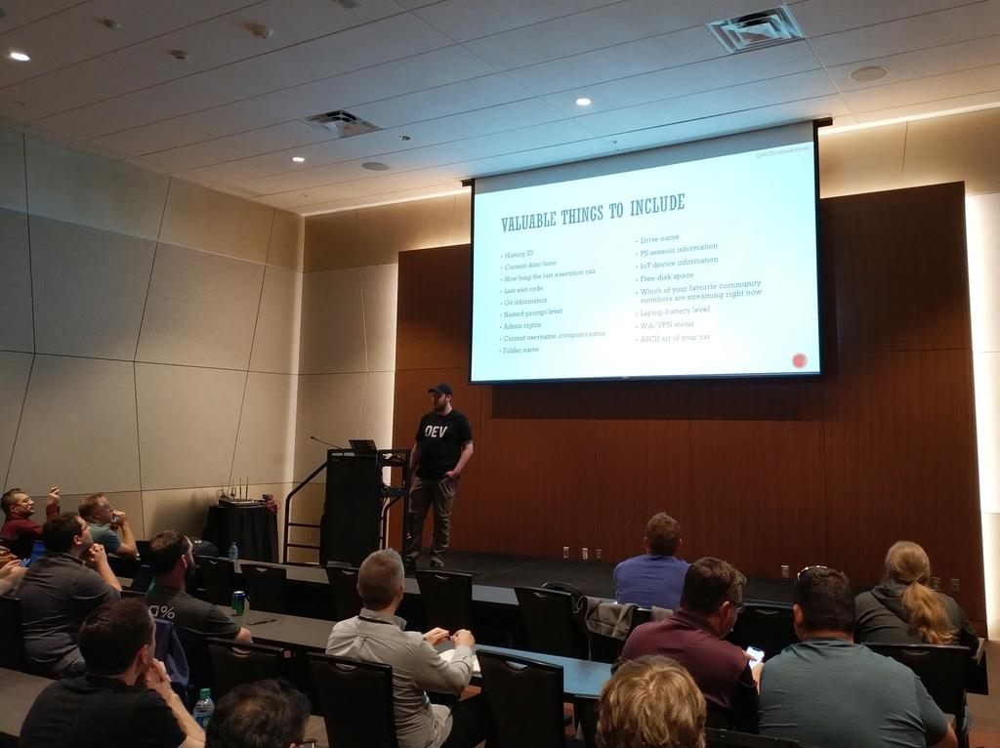 @MrThomasRayner
VALUABLE THINGS TO INCLUDE
• History ID
• Current date/time
• How long the last execution ran
• Last exit code
• Git information
• Nested prompt level
• Admin rights
• Current username, computername
• Folder name
• Drive name
• PS session information
• IoT device information
• Free disk space
• Which of your favorite community
members are streaming right now
• Laptop battery level
• Wifi/VPN status
• ASCII art of your cat
DEV